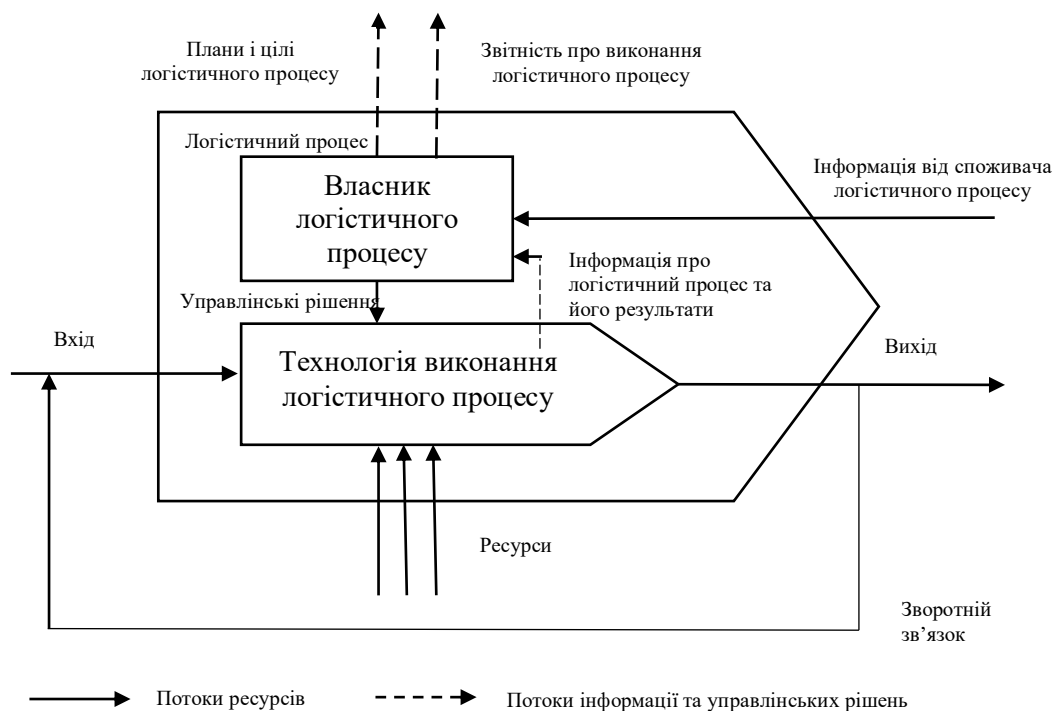 Плани і цілі
логістичного
процесу
Звітність про виконання
логістичного процесу
Логістичний процес
Власник
логістичного
процесу
Інформація від споживача
логістичного процесу
Інформація про
логістичний процес та
його результати
Управлінські рішення
Вхід
Технологія виконання
логістичного процесу
Вихід
Ресурси
Зворотній
зв’язок
Потоки ресурсів
Потоки інформації та управлінських рішень